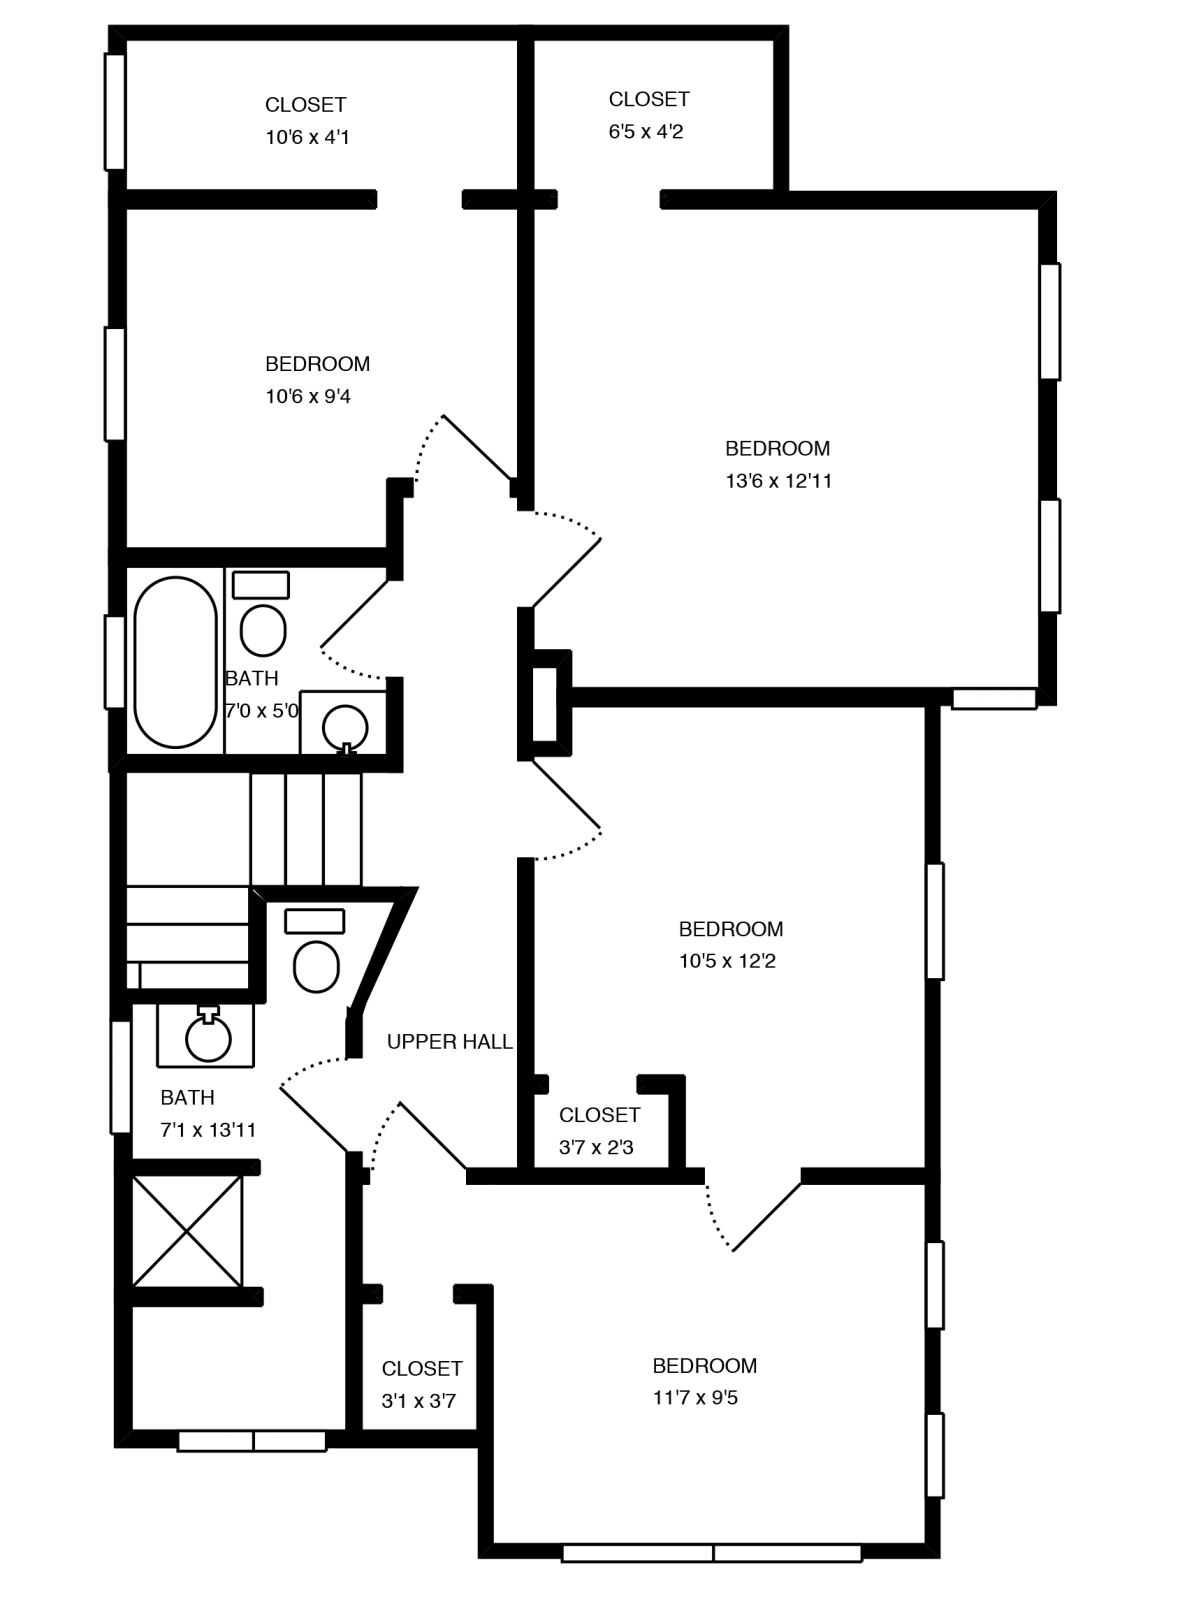 CLOSET
10'6 x 4'1
CLOSET
6'5 x 4'2
BEDROOM
10'6 x 9'4
BEDROOM
13'6 x 12'11
BATH
7'0 x 5'0
BEDROOM
10'5 x 12'2
UPPER HALL
BATH
7'1 x 13'11
CLOSET
3'7 x 2'3
CLOSET
3'1 x 3'7
BEDROOM
11'7 x 9'5